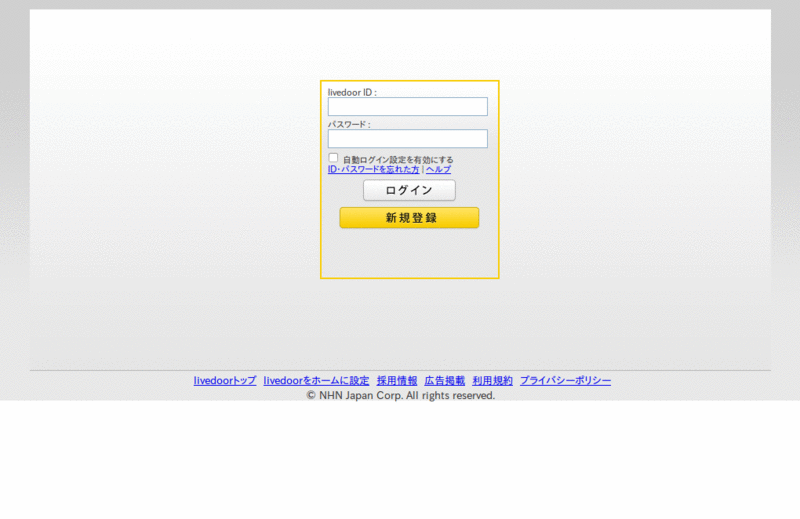 livedoor ID :
パスワード :
自動ログイン設定を有効にする
ID・パスワードを忘れた方 | ヘルプ
ログイン
新規登録
livedoorトップ livedoorをホームに設定 採用情報 広告掲載 利用規約 プライバシーポリシー
© NHN Japan Corp. All rights reserved.